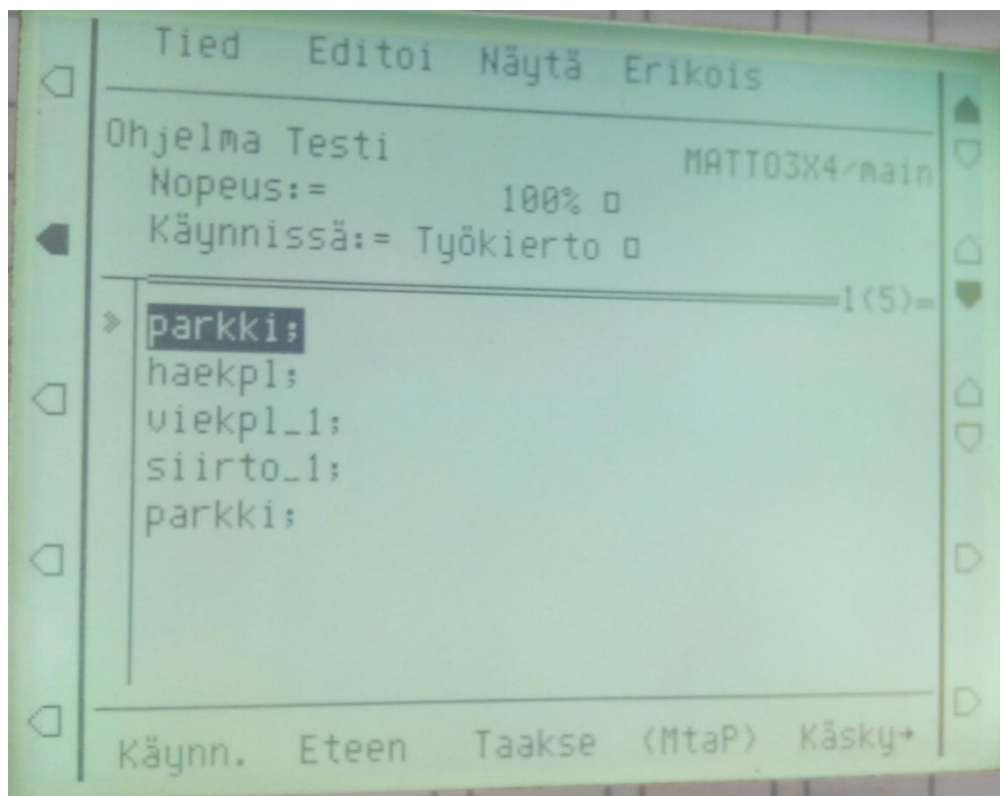 Tied Editoi Näytä Erikois
Ohjelma Testi MATTO3X4/main
Nopeus:= 100%
Käynnissä:= Työkierto
1(5)
parkki;
haekpl;
viekpl_1;
siirto_1;
parkki;
Käynn. Eteen Taakse (MtaP) Käsky→